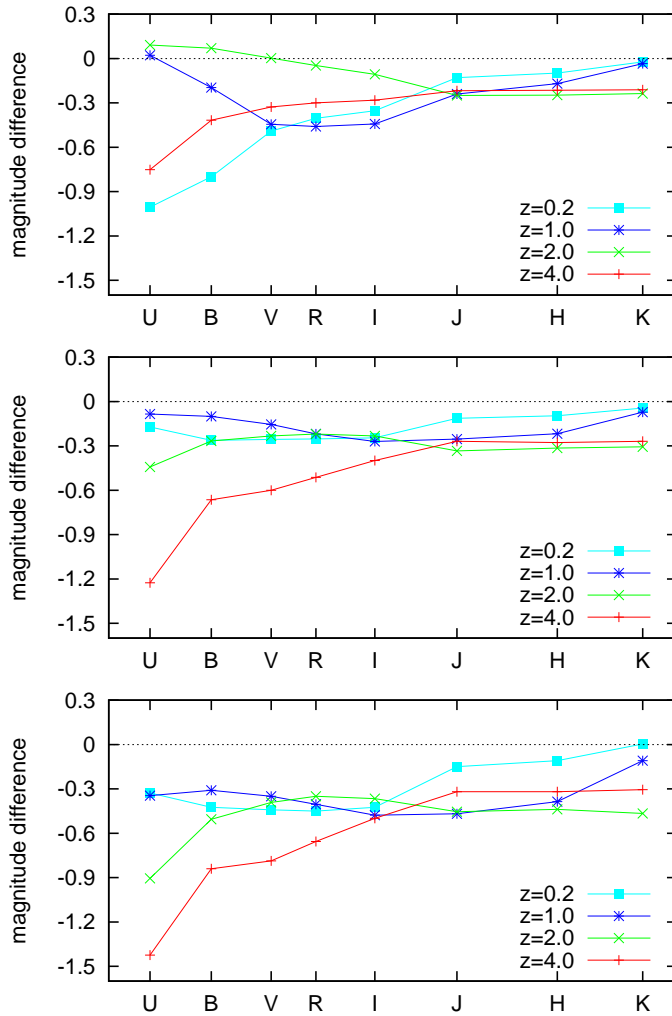 0.3
0
-0.3
-0.6
-0.9
-1.2
-1.5
magnitude difference
z=0.2
z=1.0
z=2.0
z=4.0
U B V R I J H K
0.3
0
-0.3
-0.6
-0.9
-1.2
-1.5
magnitude difference
z=0.2
z=1.0
z=2.0
z=4.0
U B V R I J H K
0.3
0
-0.3
-0.6
-0.9
-1.2
-1.5
magnitude difference
z=0.2
z=1.0
z=2.0
z=4.0
U B V R I J H K